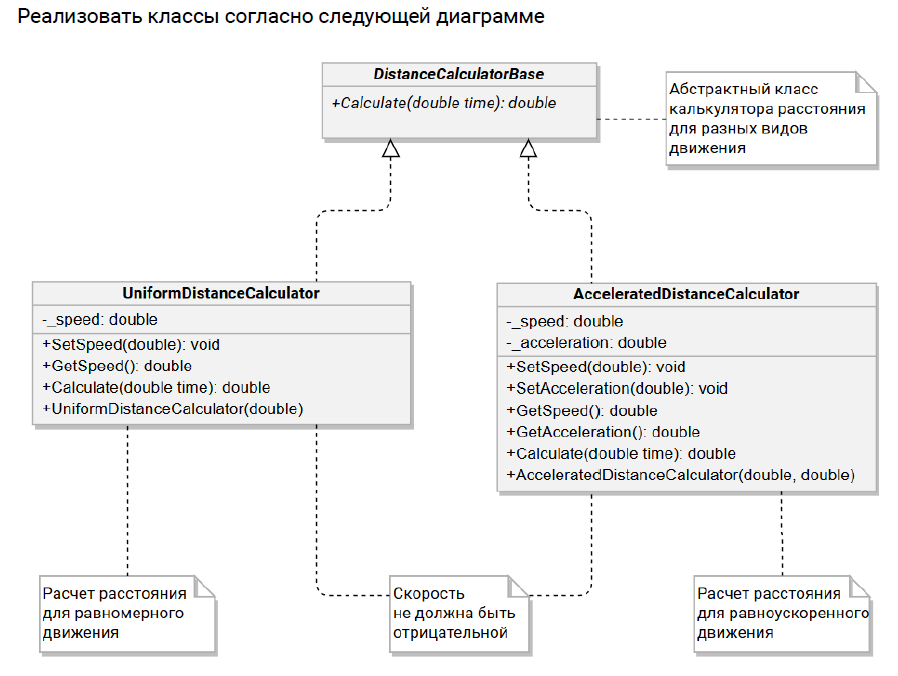 Реализовать классы согласно следующей диаграмме
DistanceCalculatorBase
+Calculate(double time): double
Абстрактный класс
калькулятора расстояния
для разных видов
движения
UniformDistanceCalculator
-_speed: double
+SetSpeed(double): void
+GetSpeed(): double
+Calculate(double time): double
+UniformDistanceCalculator(double)
AcceleratedDistanceCalculator
-_speed: double
-_acceleration: double
+SetSpeed(double): void
+SetAcceleration(double): void
+GetSpeed(): double
+GetAcceleration(): double
+Calculate(double time): double
+AcceleratedDistanceCalculator(double, double)
Расчет расстояния
для равномерного
движения
Скорость
не должна быть
отрицательной
Расчет расстояния
для равноускоренного
движения